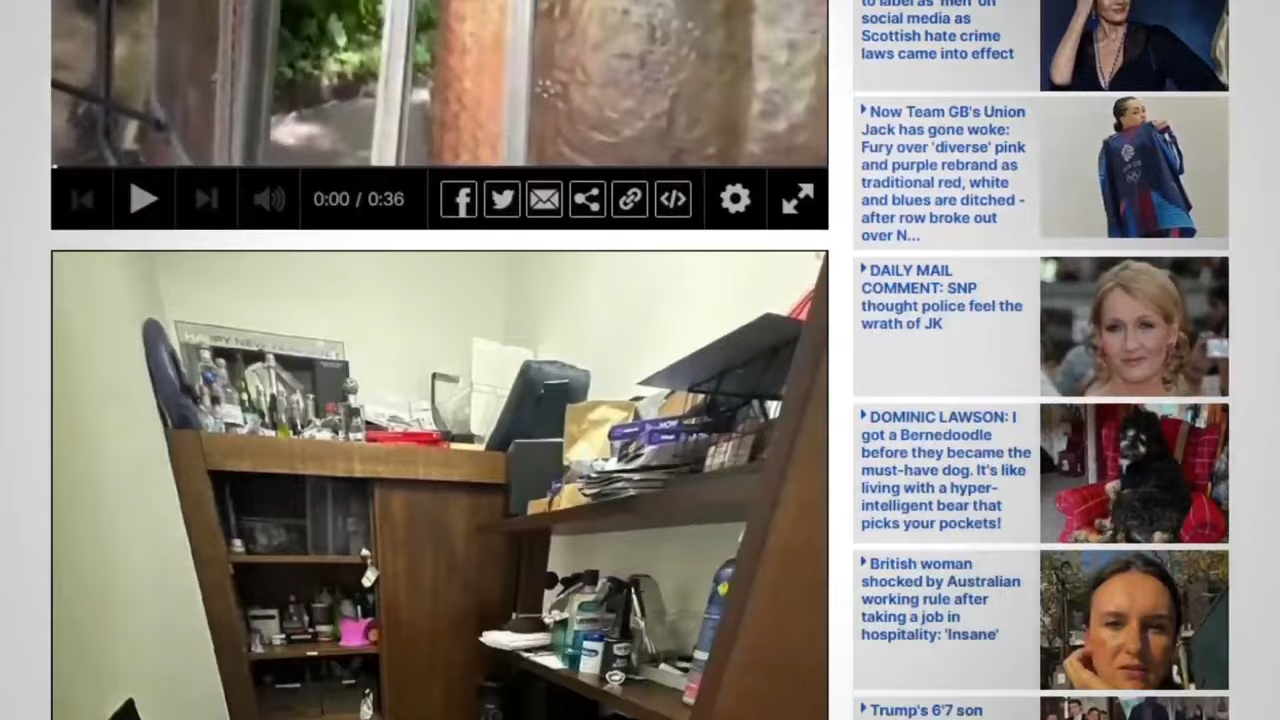 to label as 'men' on
social media as
Scottish hate crime
laws came into effect
Now Team GB's Union
Jack has gone woke:
Fury over 'diverse' pink
and purple rebrand as
traditional red, white
and blues are ditched -
after row broke out
over N...
0:00 / 0:36
DAILY MAIL
COMMENT: SNP
thought police feel the
wrath of JK
DOMINIC LAWSON: I
got a Bernedoodle
before they became the
must-have dog. It's like
living with a hyper-
intelligent bear that
picks your pockets!
British woman
shocked by Australian
working rule after
taking a job in
hospitality: 'Insane'
Trump's 6'7 son
HAPPY NEW
NOW